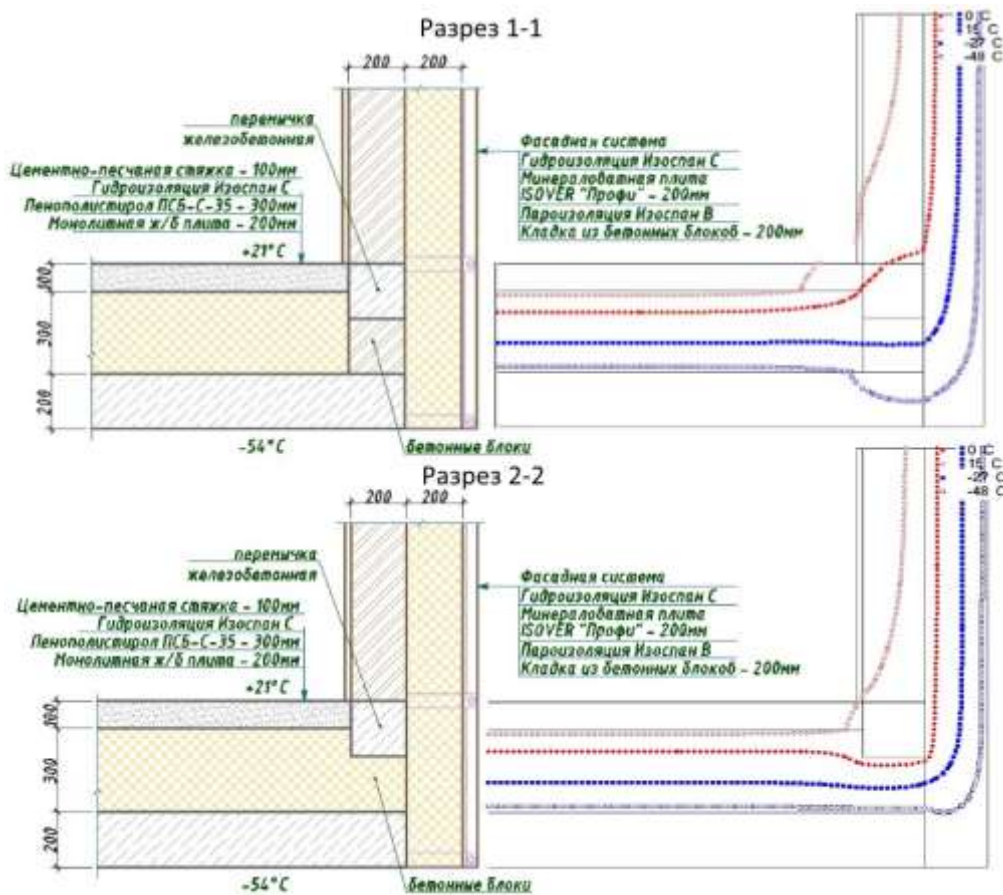 Разрез 1-1
200
200
перемычка
железобетонная
Цементно-песчаная стяжка - 100мм
Гидроизоляция Изоспан С
Пенополистирол ПСБ-С-35 - 300мм
Монолитная ж/б плита - 200мм
+21°C
Фасадная система
Гидроизоляция Изоспан С
Минераловатная плита
ISOVER "Профи" - 200мм
Пароизоляция Изоспан В
Кладка из бетонных блоков - 200мм
100
300
200
-54°C
бетонные блоки
0 C
15 C
-27 C
-48 C
Разрез 2-2
200
200
перемычка
железобетонная
Цементно-песчаная стяжка - 100мм
Гидроизоляция Изоспан С
Пенополистирол ПСБ-С-35 - 300мм
Монолитная ж/б плита - 200мм
+21°C
Фасадная система
Гидроизоляция Изоспан С
Минераловатная плита
ISOVER "Профи" - 200мм
Пароизоляция Изоспан В
Кладка из бетонных блоков - 200мм
100
300
200
-54°C
бетонные блоки
0 C
15 C
-27 C
-48 C